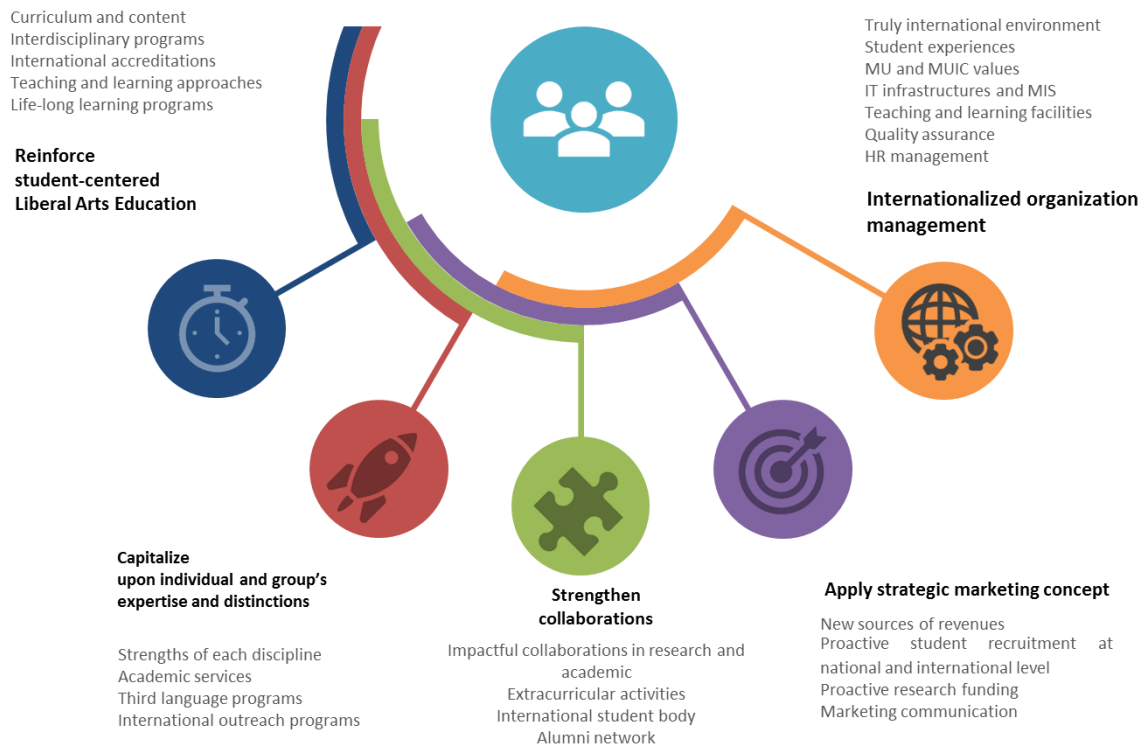 Curriculum and content
Interdisciplinary programs
International accreditations
Teaching and learning approaches
Life-long learning programs
Reinforce
student-centered
Liberal Arts Education
Truly international environment
Student experiences
MU and MUIC values
IT infrastructures and MIS
Teaching and learning facilities
Quality assurance
HR management
Internationalized organization
management
Capitalize
upon individual and group's
expertise and distinctions
Strengths of each discipline
Academic services
Third language programs
International outreach programs
Strengthen
collaborations
Impactful collaborations in research and
academic
Extracurricular activities
International student body
Alumni network
Apply strategic marketing concept
New sources of revenues
Proactive student recruitment at
national and international level
Proactive research funding
Marketing communication